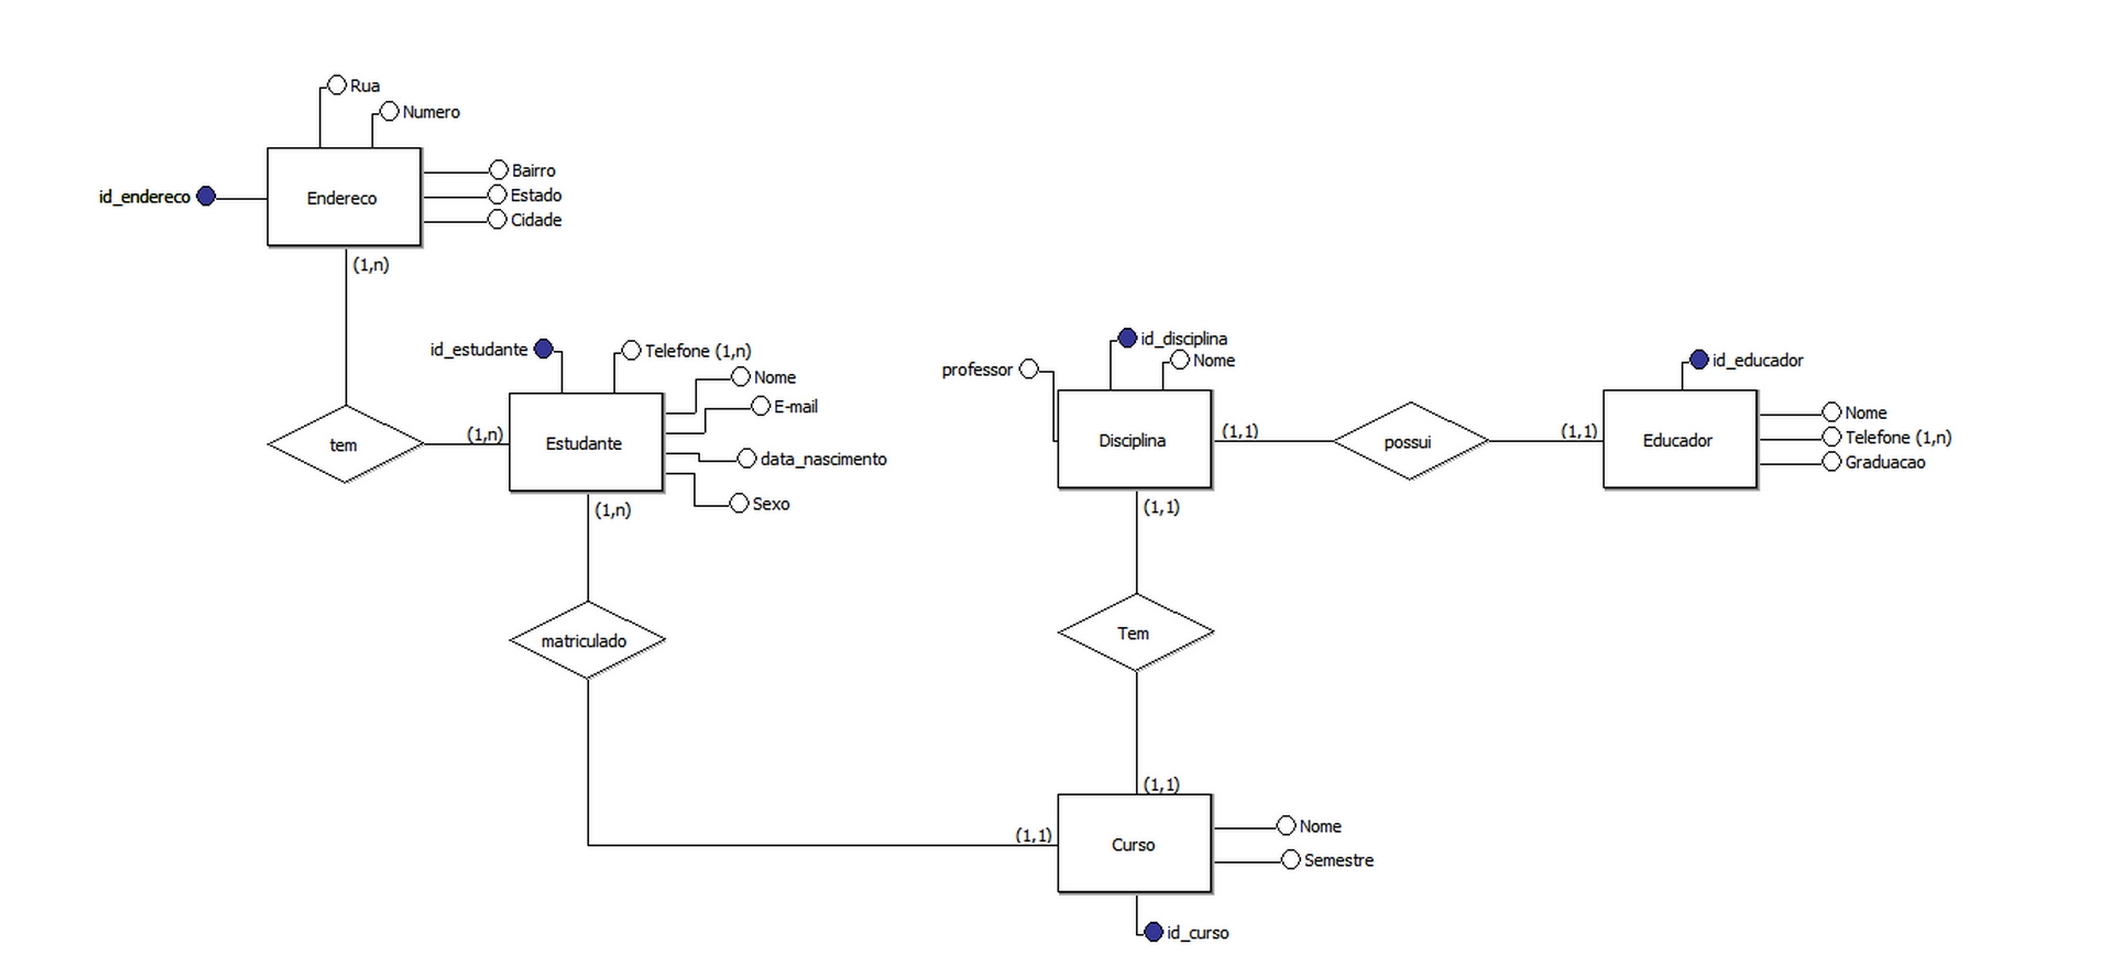 Rua
Numero
id_endereco
Endereco
Bairro
Estado
Cidade
(1,n)
tem
(1,n)
id_estudante
Telefone (1,n)
Nome
E-mail
Estudante
data_nascimento
Sexo
(1,n)
matriculado
(1,1)
professor
id_disciplina
Nome
Disciplina
(1,1)
possui
(1,1)
id_educador
Educador
Nome
Telefone (1,n)
Graduacao
(1,1)
Tem
(1,1)
Curso
Nome
Semestre
id_curso